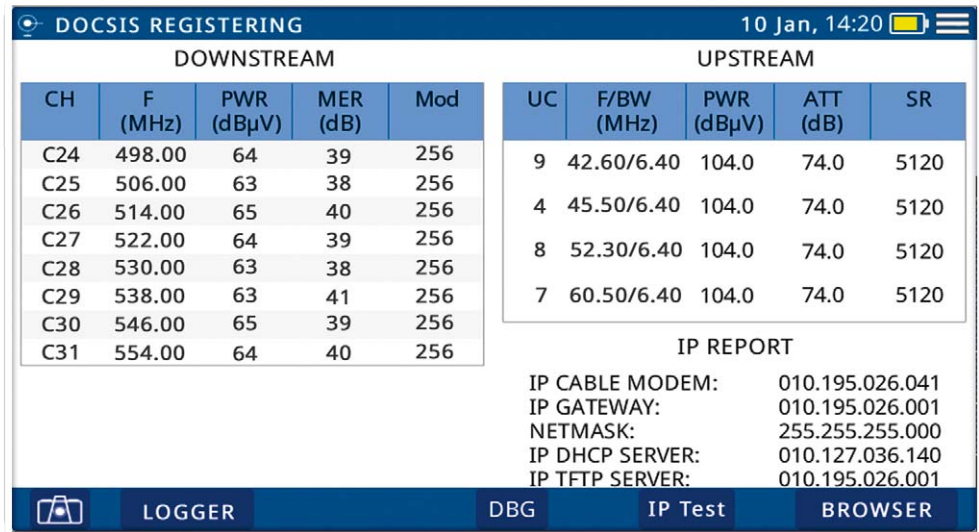 DOCSIS REGISTERING 10 Jan, 14:20
DOWNSTREAM
CH F (MHz) PWR (dBµV) MER (dB) Mod
C24 498.00 64 39 256
C25 506.00 63 38 256
C26 514.00 65 40 256
C27 522.00 64 39 256
C28 530.00 63 38 256
C29 538.00 63 41 256
C30 546.00 65 39 256
C31 554.00 64 40 256
UPSTREAM
UC F/BW (MHz) PWR (dBµV) ATT (dB) SR
9 42.60/6.40 104.0 74.0 5120
4 45.50/6.40 104.0 74.0 5120
8 52.30/6.40 104.0 74.0 5120
7 60.50/6.40 104.0 74.0 5120
IP REPORT
IP CABLE MODEM: 010.195.026.041
IP GATEWAY: 010.195.026.001
NETMASK: 255.255.255.000
IP DHCP SERVER: 010.127.036.140
IP TFTP SERVER: 010.195.026.001
LOGGER DBG IP Test BROWSER